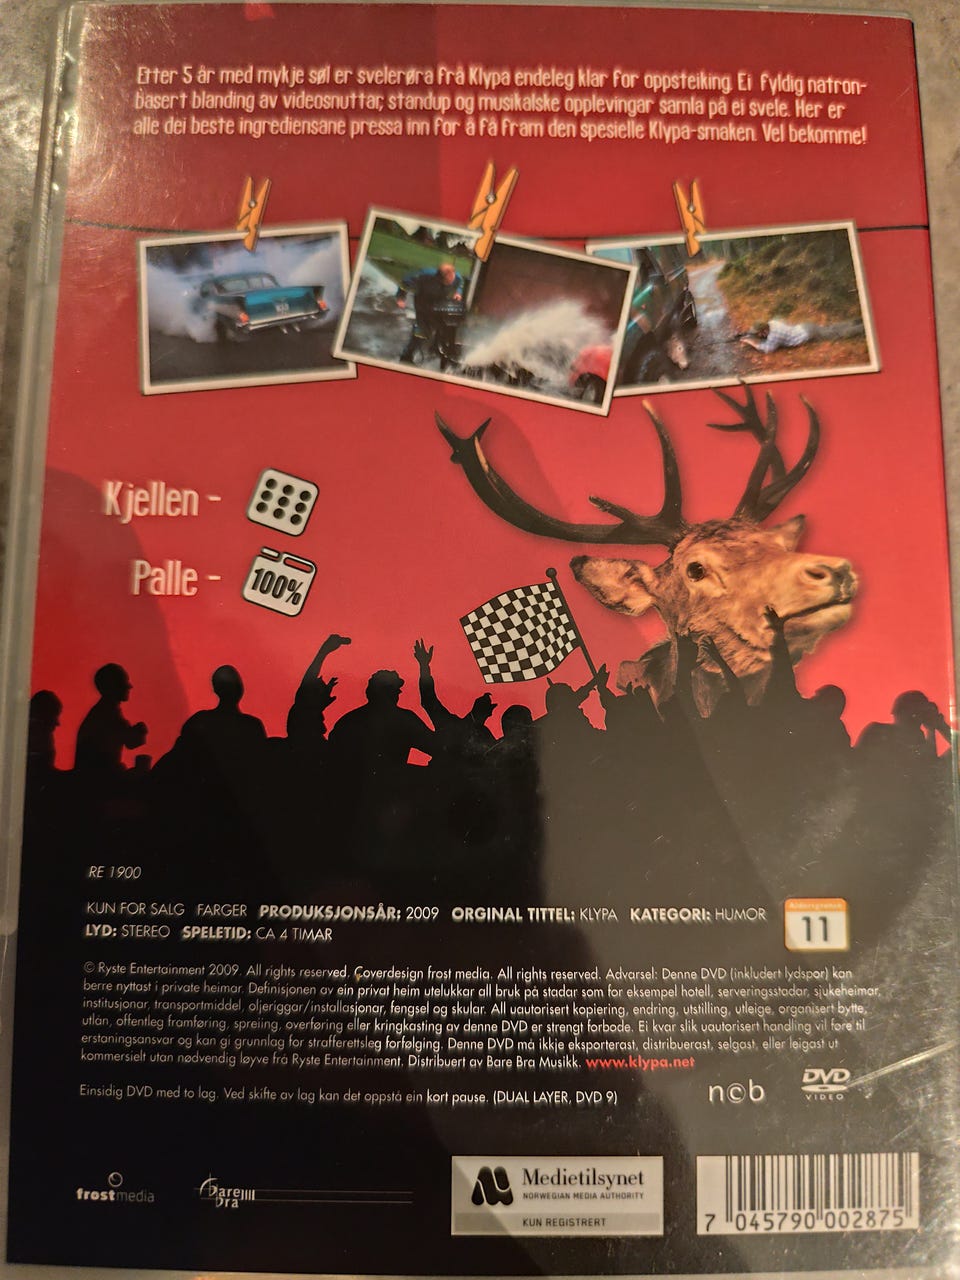 Etter 5 år med mykje søl er svelerøra frå Klypa endeleg klar for oppsteiking. Ei fyldig natron-
basert blanding av videosnuttar, standup og musikalske opplevingar samla på ei svele. Her er
alle dei beste ingrediensane pressa inn for å få fram den spesielle Klypa-smaken. Vel bekomme!
Kjellen -
Palle - 100%
RE 1900
KUN FOR SALG FARGER PRODUKSJONSÅR: 2009 ORGINAL TITTEL: KLYPA KATEGORI: HUMOR
LYD: STEREO SPELETID: CA 4 TIMAR
Aldersgrense
11
© Ryste Entertainment 2009. All rights reserved. Coverdesign frost media. All rights reserved. Advarsel: Denne DVD (inkludert lydspor) kan
berre nyttast i private heimar. Definisjonen av ein privat heim utelukkar all bruk på stadar som for eksempel hotell, serveringsstadar, sjukeheimar,
institusjonar, transportmiddel, oljeriggar/installasjonar, fengsel og skular. All uautorisert kopiering, endring, utstilling, utleige, organisert bytte,
utlån, offentleg framføring, spreiing, overføring eller kringkasting av denne DVD er strengt forbode. Ei kvar slik uautorisert handling vil føre til
erstaningsansvar og kan gi grunnlag for strafferettsleg forfølging. Denne DVD må ikkje eksporterast, distribuerast, selgast, eller leigast ut
kommersielt utan nødvendig løyve frå Ryste Entertainment. Distribuert av Bare Bra Musikk. www.klypa.net
Einsidig DVD med to lag. Ved skifte av lag kan det oppstå ein kort pause. (DUAL LAYER, DVD 9)
n©b
DVD
VIDEO
frostmedia
bare
bra
Medietilsynet
NORWEGIAN MEDIA AUTHORITY
KUN REGISTRERT
7 045790 002875